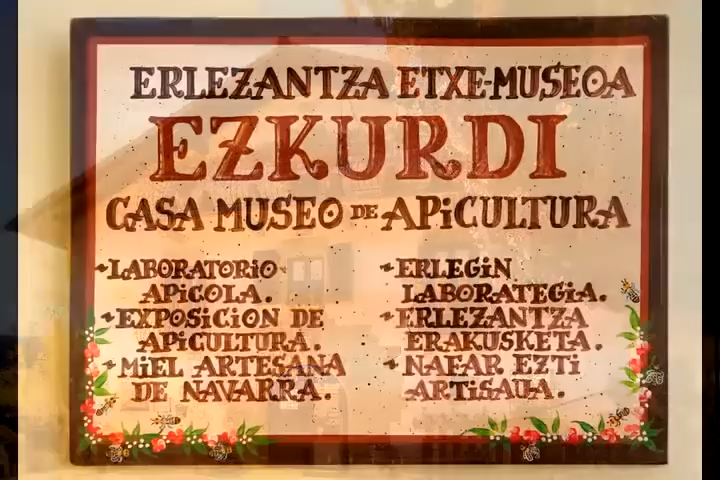 ERLEZANTZA ETXE-MUSEOA
EZKURDI
CASA MUSEO DE APiCULTURA
LABORATORiO
APiCOLA.
EXPOSiCiON DE
APiCULTURA.
MiEL ARTESANA
DE NAVARRA.
ERLEGiN
LABORATEGiA.
ERLEZANTZA
ERAKUSKETA.
NAFAR EZTi
ARTiSAUA.